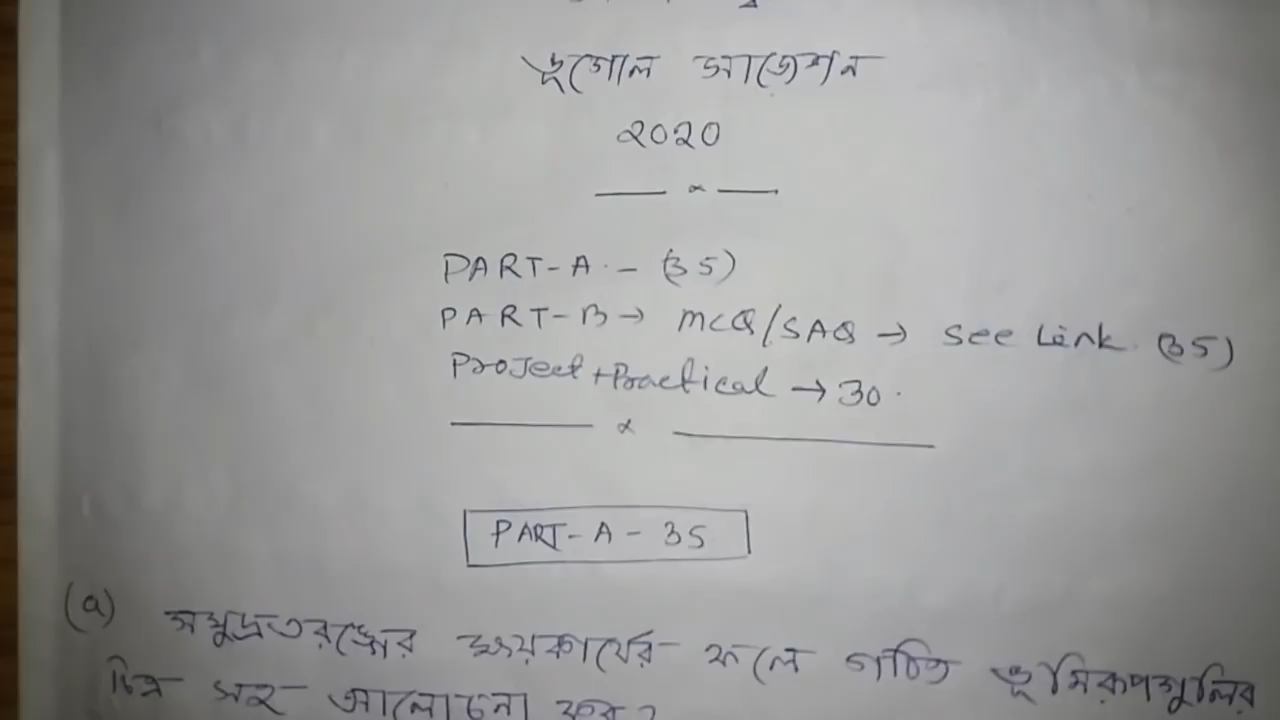 ভূগোল সাজেশন
2020
PART-A - (35)
PART-B → MCQ/SAQ → See Link (35)
Project + Practical → 30.
PART-A - 35
(a) সমুদ্রতরঙ্গের ক্ষয়কার্যের ফলে গঠিত ভূমিরূপগুলির
চিত্র সহ আলোচনা কর?